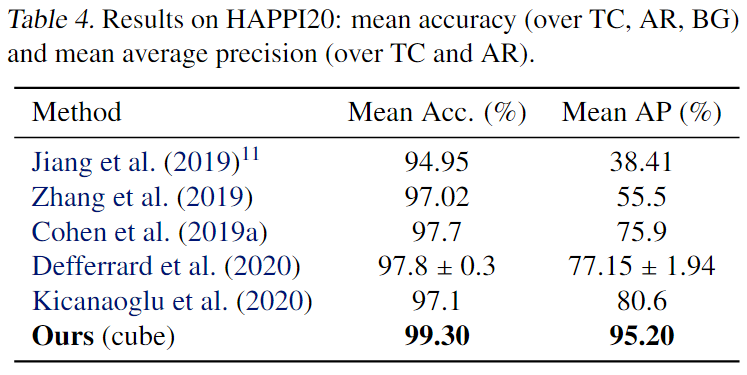 Table 4. Results on HAPPI20: mean accuracy (over TC, AR, BG)
and mean average precision (over TC and AR).
Method Mean Acc. (%) Mean AP (%)
Jiang et al. (2019)11 94.95 38.41
Zhang et al. (2019) 97.02 55.5
Cohen et al. (2019a) 97.7 75.9
Defferrard et al. (2020) 97.8 ± 0.3 77.15 ± 1.94
Kicanaoglu et al. (2020) 97.1 80.6
Ours (cube) 99.30 95.20